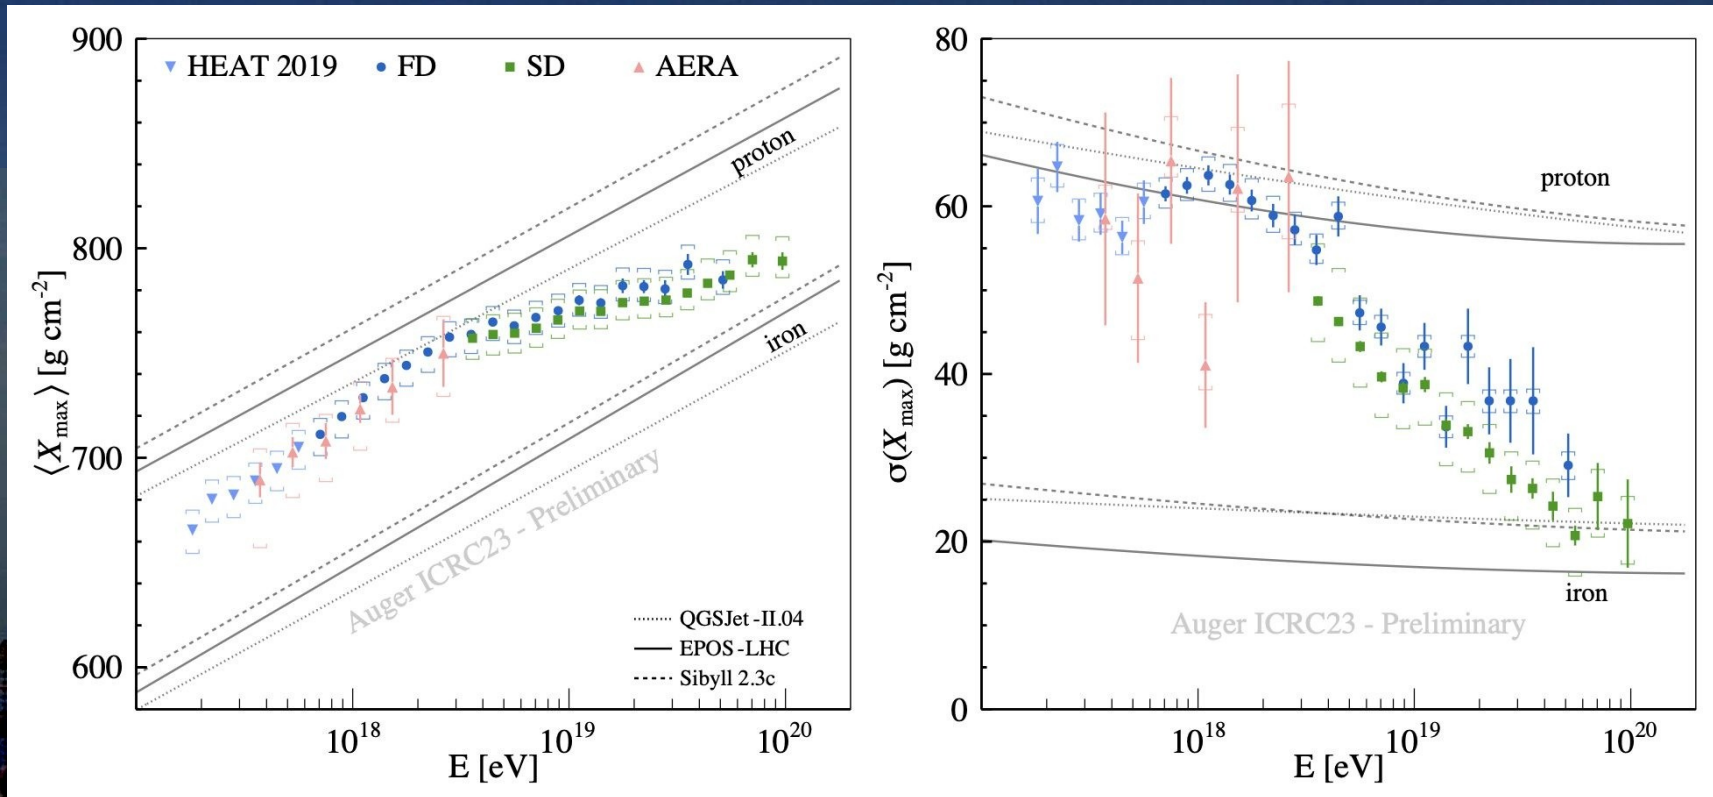 900
800
700
600
⟨Xmax⟩ [g cm-2]
HEAT 2019 FD SD AERA
proton
iron
Auger ICRC23 - Preliminary
QGSJet-II.04
EPOS-LHC
Sibyll 2.3c
10^18 10^19 10^20
E [eV]
80
60
40
20
0
σ(Xmax) [g cm-2]
proton
iron
Auger ICRC23 - Preliminary
10^18 10^19 10^20
E [eV]